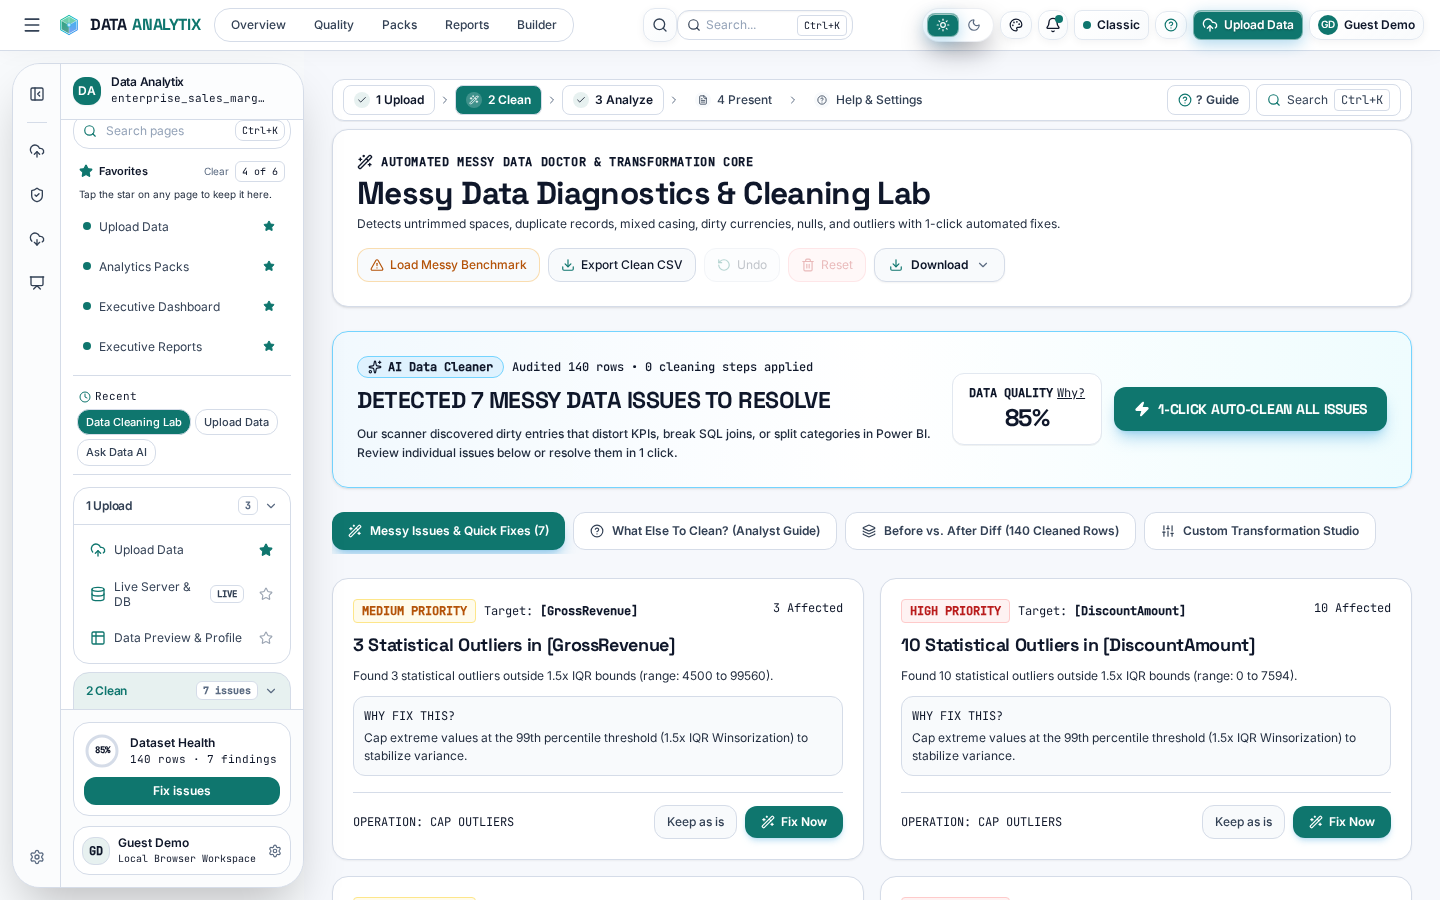 DATA ANALYTIX
Overview
Quality
Packs
Reports
Builder
Search...
Ctrl+K
Classic
Upload Data
GD
Guest Demo
DA
Data Analytix
enterprise_sales_marg…
Search pages
Ctrl+K
Favorites
Clear
4 of 6
Tap the star on any page to keep it here.
Upload Data
Analytics Packs
Executive Dashboard
Executive Reports
Recent
Data Cleaning Lab
Upload Data
Ask Data AI
1 Upload
3
Upload Data
Live Server & DB
LIVE
Data Preview & Profile
2 Clean
7 issues
85%
Dataset Health
140 rows · 7 findings
Fix issues
GD
Guest Demo
Local Browser Workspace
1 Upload
2 Clean
3 Analyze
4 Present
Help & Settings
? Guide
Search
Ctrl+K
AUTOMATED MESSY DATA DOCTOR & TRANSFORMATION CORE
Messy Data Diagnostics & Cleaning Lab
Detects untrimmed spaces, duplicate records, mixed casing, dirty currencies, nulls, and outliers with 1-click automated fixes.
Load Messy Benchmark
Export Clean CSV
Undo
Reset
Download
AI Data Cleaner
Audited 140 rows • 0 cleaning steps applied
DETECTED 7 MESSY DATA ISSUES TO RESOLVE
Our scanner discovered dirty entries that distort KPIs, break SQL joins, or split categories in Power BI.
Review individual issues below or resolve them in 1 click.
DATA QUALITY Why?
85%
1-CLICK AUTO-CLEAN ALL ISSUES
Messy Issues & Quick Fixes (7)
What Else To Clean? (Analyst Guide)
Before vs. After Diff (140 Cleaned Rows)
Custom Transformation Studio
MEDIUM PRIORITY
Target: [GrossRevenue]
3 Affected
3 Statistical Outliers in [GrossRevenue]
Found 3 statistical outliers outside 1.5x IQR bounds (range: 4500 to 99560).
WHY FIX THIS?
Cap extreme values at the 99th percentile threshold (1.5x IQR Winsorization) to
stabilize variance.
OPERATION: CAP OUTLIERS
Keep as is
Fix Now
HIGH PRIORITY
Target: [DiscountAmount]
10 Affected
10 Statistical Outliers in [DiscountAmount]
Found 10 statistical outliers outside 1.5x IQR bounds (range: 0 to 7594).
WHY FIX THIS?
Cap extreme values at the 99th percentile threshold (1.5x IQR Winsorization) to
stabilize variance.
OPERATION: CAP OUTLIERS
Keep as is
Fix Now